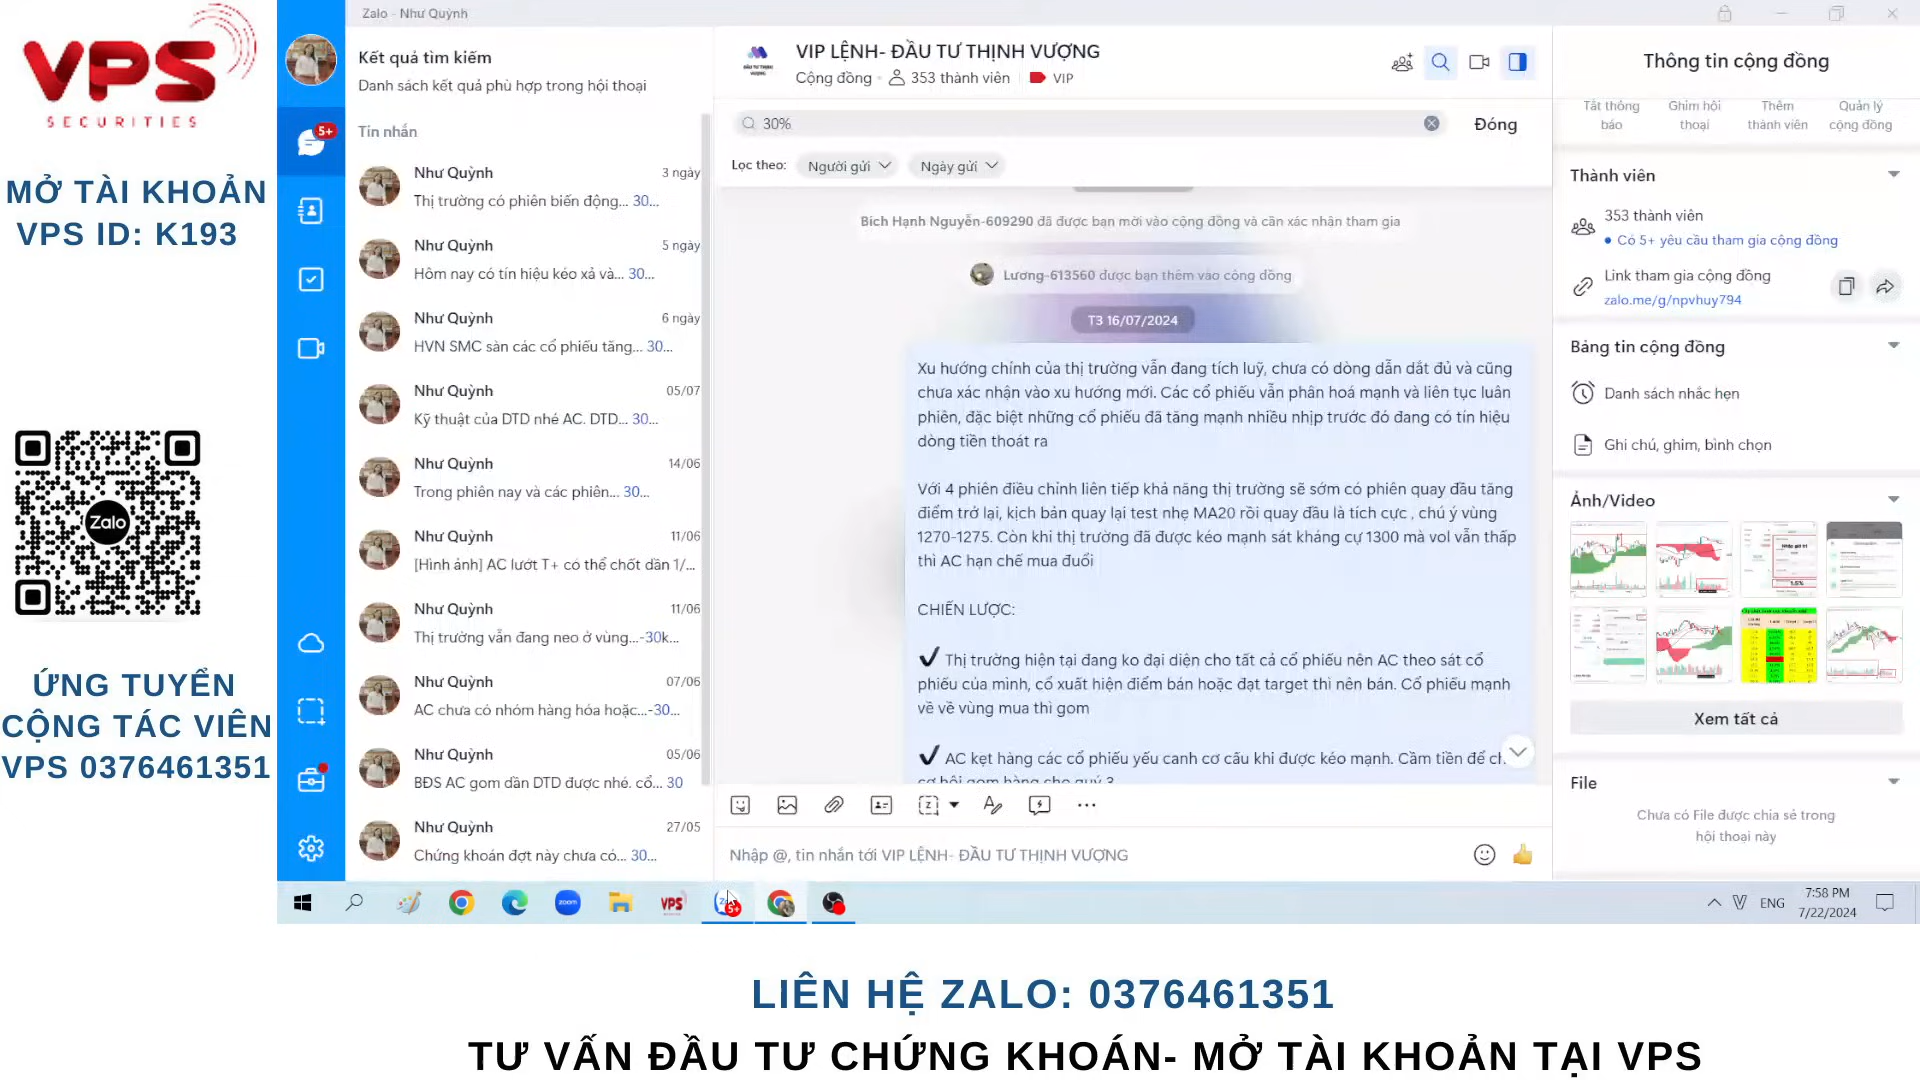 VPS
SECURITIES
MỞ TÀI KHOẢN
VPS ID: K193
Zalo
ỨNG TUYỂN
CỘNG TÁC VIÊN
VPS 0376461351
Zalo - Như Quỳnh
5+
Kết quả tìm kiếm
Danh sách kết quả phù hợp trong hội thoại
Tin nhắn
Như Quỳnh 3 ngày
Thị trường có phiên biến động... 30...
Như Quỳnh 5 ngày
Hôm nay có tín hiệu kéo xả và... 30...
Như Quỳnh 6 ngày
HVN SMC sàn các cổ phiếu tăng... 30...
Như Quỳnh 05/07
Kỹ thuật của DTD nhé AC. DTD... 30...
Như Quỳnh 14/06
Trong phiên nay và các phiên... 30...
Như Quỳnh 11/06
[Hình ảnh] AC lướt T+ có thể chốt dần 1/...
Như Quỳnh 11/06
Thị trường vẫn đang neo ở vùng...-30k...
Như Quỳnh 07/06
AC chưa có nhóm hàng hóa hoặc...-30...
Như Quỳnh 05/06
BĐS AC gom dần DTD được nhé. cổ... 30
Như Quỳnh 27/05
Chứng khoán đợt này chưa có... 30...
VIP LỆNH- ĐẦU TƯ THỊNH VƯỢNG
Cộng đồng 353 thành viên VIP
30% Đóng
Lọc theo: Người gửi Ngày gửi
Bích Hạnh Nguyễn-609290 đã được bạn mời vào cộng đồng và cần xác nhận tham gia
Lương-613560 được bạn thêm vào cộng đồng
T3 16/07/2024
Xu hướng chính của thị trường vẫn đang tích luỹ, chưa có dòng dẫn dắt đủ và cũng
chưa xác nhận vào xu hướng mới. Các cổ phiếu vẫn phân hoá mạnh và liên tục luân
phiên, đặc biệt những cổ phiếu đã tăng mạnh nhiều nhịp trước đó đang có tín hiệu
dòng tiền thoát ra
Với 4 phiên điều chỉnh liên tiếp khả năng thị trường sẽ sớm có phiên quay đầu tăng
điểm trở lại, kịch bản quay lại test nhẹ MA20 rồi quay đầu là tích cực , chú ý vùng
1270-1275. Còn khi thị trường đã được kéo mạnh sát kháng cự 1300 mà vol vẫn thấp
thì AC hạn chế mua đuổi
CHIẾN LƯỢC:
✔ Thị trường hiện tại đang ko đại diện cho tất cả cổ phiếu nên AC theo sát cổ
phiếu của mình, cổ xuất hiện điểm bán hoặc đạt target thì nên bán. Cổ phiếu mạnh
về về vùng mua thì gom
✔ AC kẹt hàng các cổ phiếu yếu canh cơ cấu khi được kéo mạnh. Cầm tiền để ch
cơ hội gom hàng cho quý 3
Nhập @, tin nhắn tới VIP LỆNH- ĐẦU TƯ THỊNH VƯỢNG
Thông tin cộng đồng
Tắt thông báo
Ghim hội thoại
Thêm thành viên
Quản lý cộng đồng
Thành viên
353 thành viên
Có 5+ yêu cầu tham gia cộng đồng
Link tham gia cộng đồng
zalo.me/g/npvhuy794
Bảng tin cộng đồng
Danh sách nhắc hẹn
Ghi chú, ghim, bình chọn
Ảnh/Video
Xem tất cả
File
Chưa có File được chia sẻ trong
hội thoại này
zoom
VPS
5+
ENG
7:58 PM
7/22/2024
LIÊN HỆ ZALO: 0376461351
TƯ VẤN ĐẦU TƯ CHỨNG KHOÁN- MỞ TÀI KHOẢN TẠI VPS